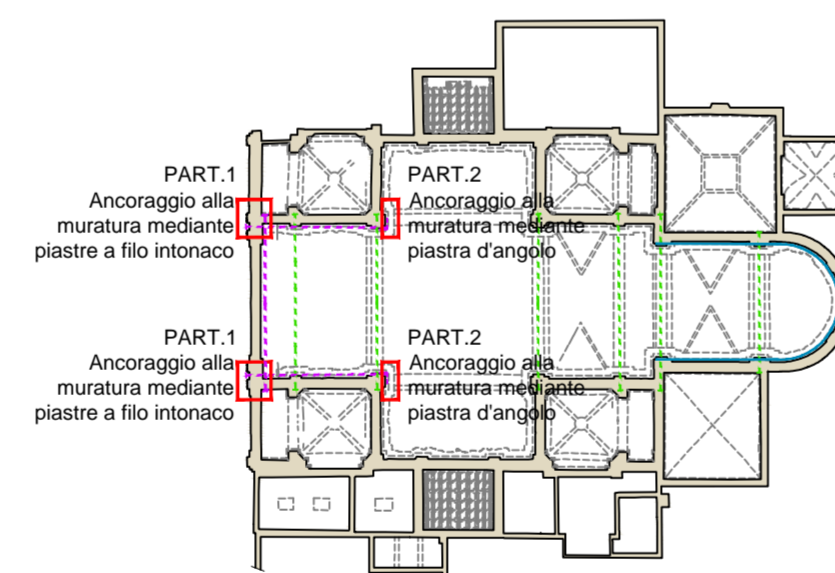 PART.1
Ancoraggio alla
muratura mediante
piastre a filo intonaco
PART.2
Ancoraggio alla
muratura mediante
piastra d'angolo
PART.1
Ancoraggio alla
muratura mediante
piastre a filo intonaco
PART.2
Ancoraggio alla
muratura mediante
piastra d'angolo